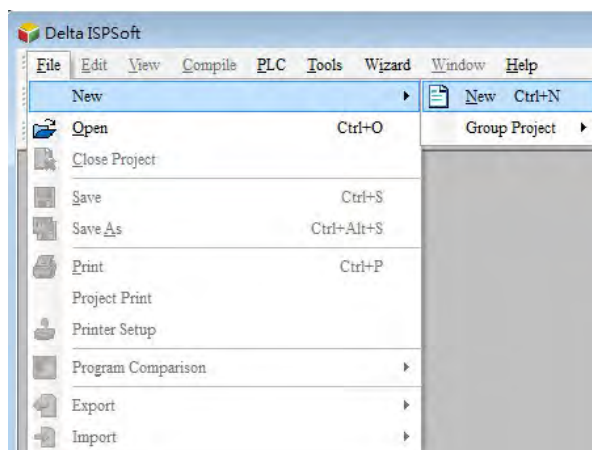 Delta ISPSoft
File Edit View Compile PLC Tools Wizard Window Help
New New Ctrl+N
Open Ctrl+O Group Project
Close Project
Save Ctrl+S
Save As Ctrl+Alt+S
Print Ctrl+P
Project Print
Printer Setup
Program Comparison
Export
Import